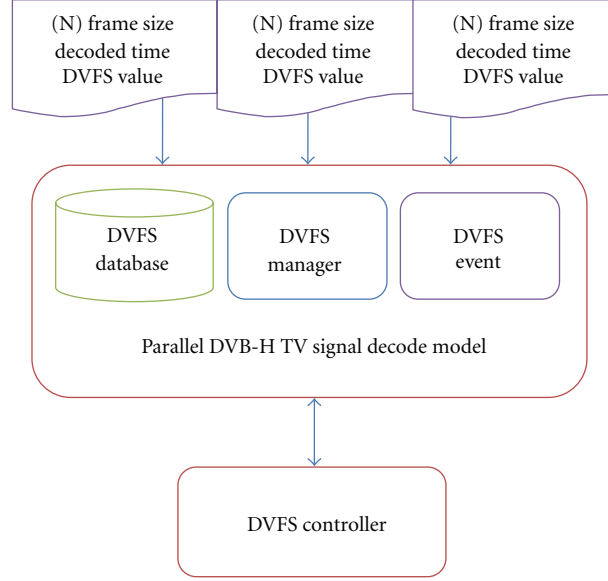 (N) frame size
decoded time
DVFS value
(N) frame size
decoded time
DVFS value
(N) frame size
decoded time
DVFS value
DVFS
database
DVFS
manager
DVFS
event
Parallel DVB-H TV signal decode model
DVFS controller